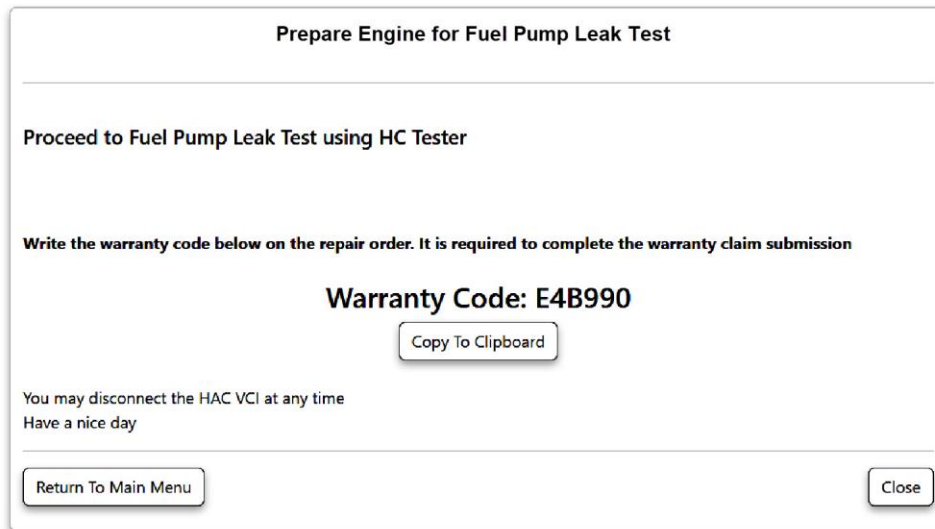 Prepare Engine for Fuel Pump Leak Test
Proceed to Fuel Pump Leak Test using HC Tester
Write the warranty code below on the repair order. It is required to complete the warranty claim submission
Warranty Code: E4B990
Copy To Clipboard
You may disconnect the HAC VCI at any time
Have a nice day
Return To Main Menu
Close